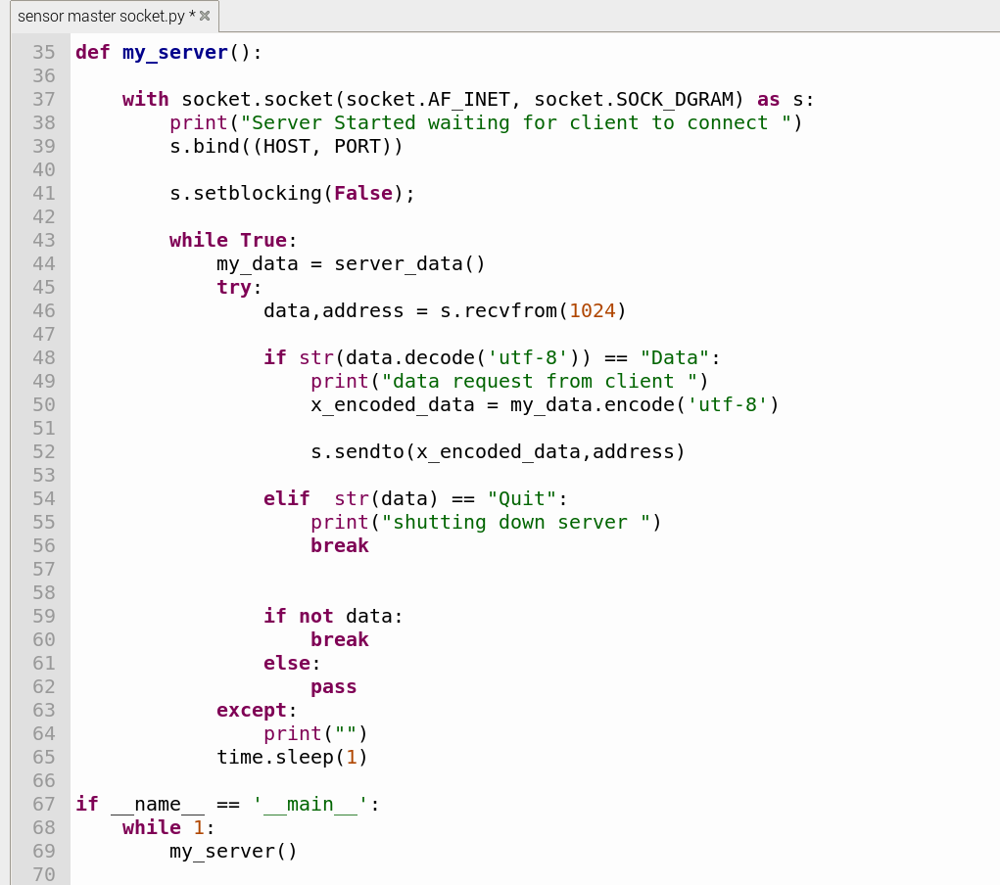 sensor master socket.py *
35 def my_server():
36
37     with socket.socket(socket.AF_INET, socket.SOCK_DGRAM) as s:
38         print("Server Started waiting for client to connect ")
39         s.bind((HOST, PORT))
40
41         s.setblocking(False);
42
43         while True:
44             my_data = server_data()
45             try:
46                 data,address = s.recvfrom(1024)
47
48                 if str(data.decode('utf-8')) == "Data":
49                     print("data request from client ")
50                     x_encoded_data = my_data.encode('utf-8')
51
52                     s.sendto(x_encoded_data,address)
53
54                 elif  str(data) == "Quit":
55                     print("shutting down server ")
56                     break
57
58
59                 if not data:
60                     break
61                 else:
62                     pass
63             except:
64                 print("")
65             time.sleep(1)
66
67 if __name__ == '__main__':
68     while 1:
69         my_server()
70